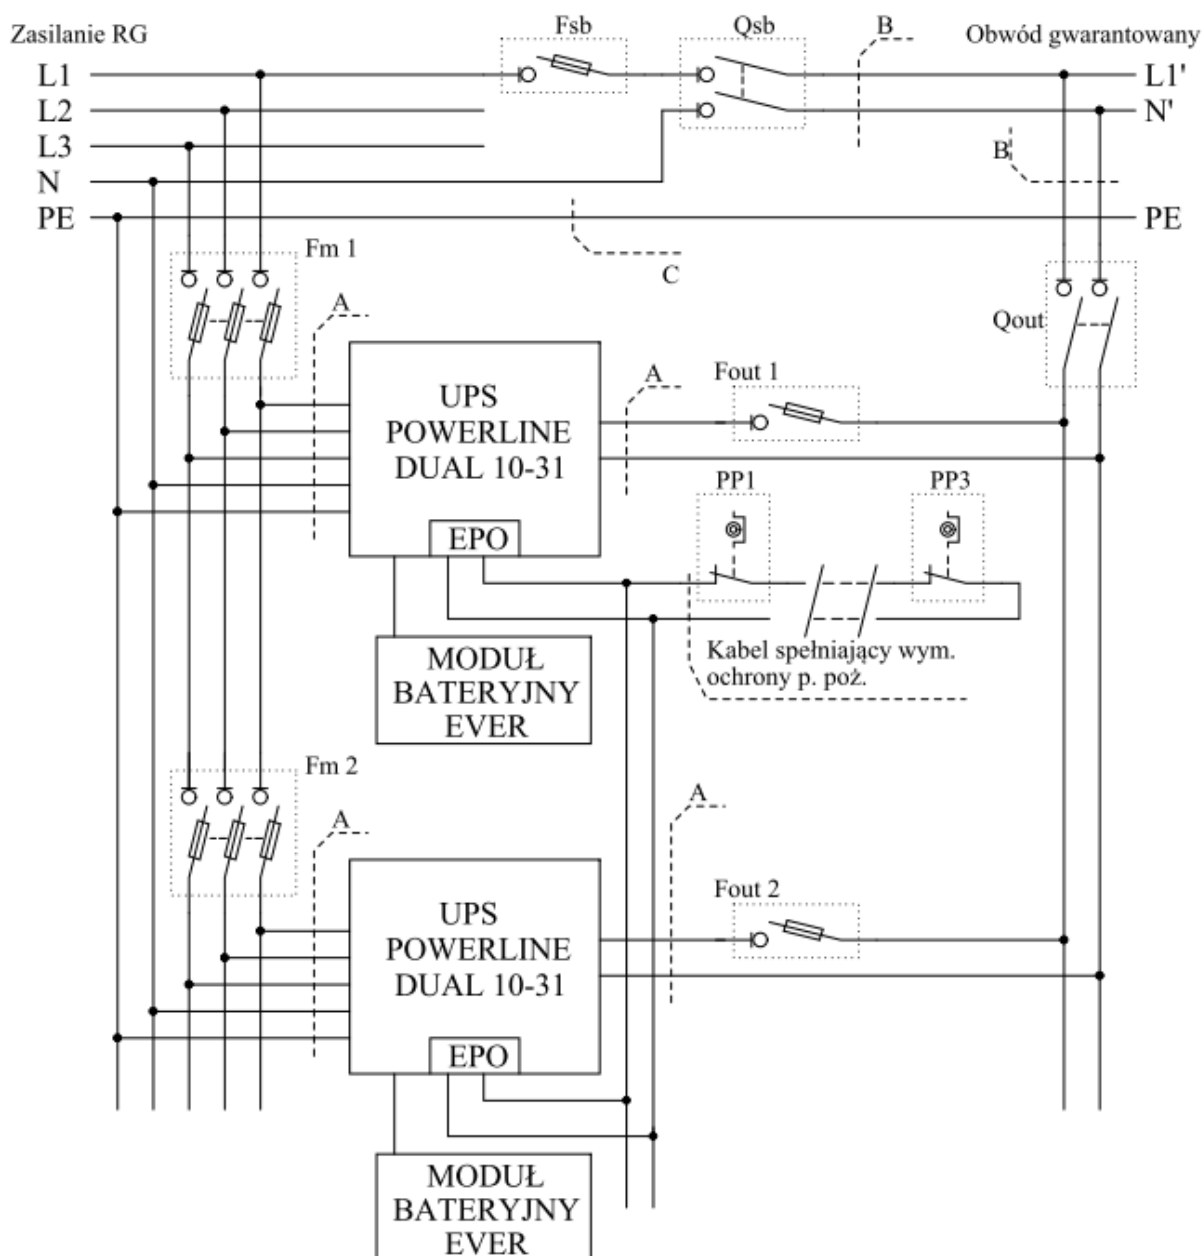 Zasilanie RG
Fsb
Qsb
B
Obwód gwarantowany
L1
L1'
L2
N'
L3
B
N
PE
PE
Fm 1
C
A
Qout
UPS
POWERLINE
DUAL 10-31
A
Fout 1
PP1
PP3
EPO
Kabel spełniający wym.
ochrony p. poż.
MODUŁ
BATERYJNY
EVER
Fm 2
A
A
UPS
POWERLINE
DUAL 10-31
Fout 2
EPO
MODUŁ
BATERYJNY
EVER